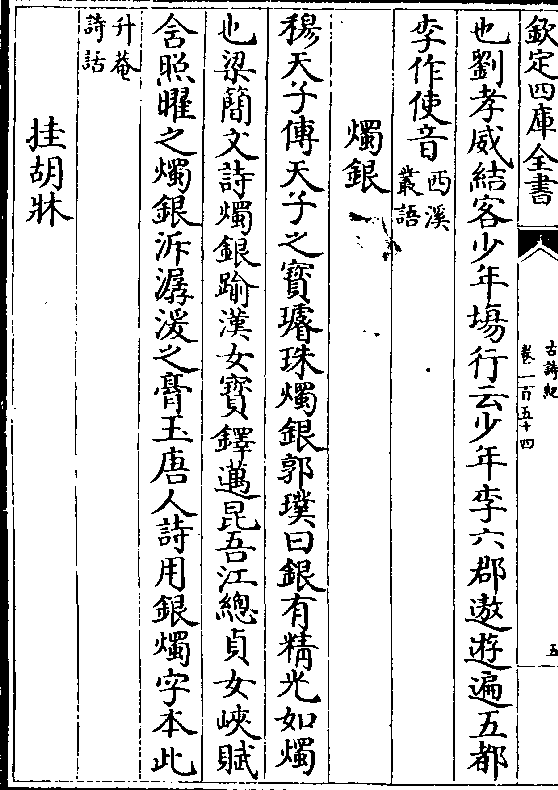 欽定四庫全書
古詩紀
卷一百五十四
五
也劉孝威結客少年場行云少年李六郡遨遊遍五都
李作使音西溪叢語
燭銀
穆天子傳天子之寳璿珠燭銀郭璞曰銀有精光如燭
也梁簡文詩燭銀踰漢女寳鐸邁昆吾江總貞女峽賦
含照曜之燭銀泝潺湲之膏玉唐人詩用銀燭字本此
升菴詩話
挂胡牀